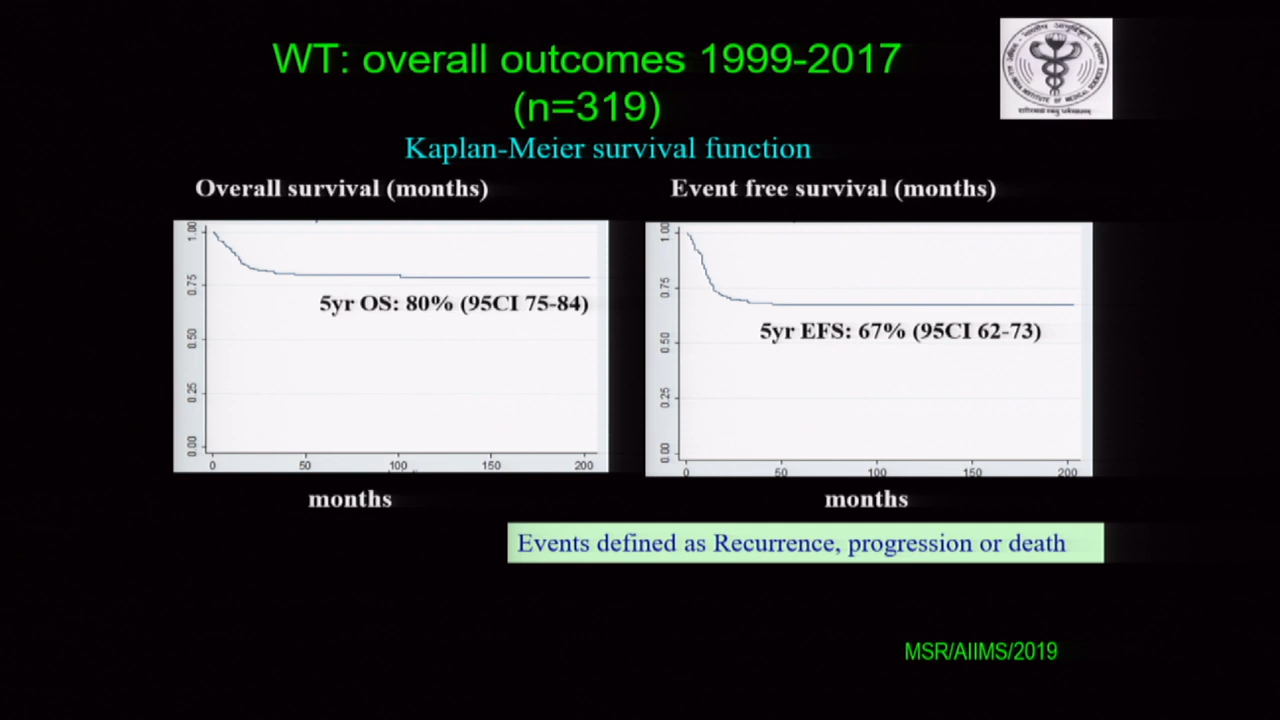 WT: overall outcomes 1999-2017
(n=319)
Kaplan-Meier survival function
Overall survival (months)
Event free survival (months)
1.00
0.75
0.50
0.25
0.00
0 50 100 150 200
5yr OS: 80% (95CI 75-84)
months
1.00
0.75
0.50
0.25
0.00
0 50 100 150 200
5yr EFS: 67% (95CI 62-73)
months
Events defined as Recurrence, progression or death
MSR/AIIMS/2019